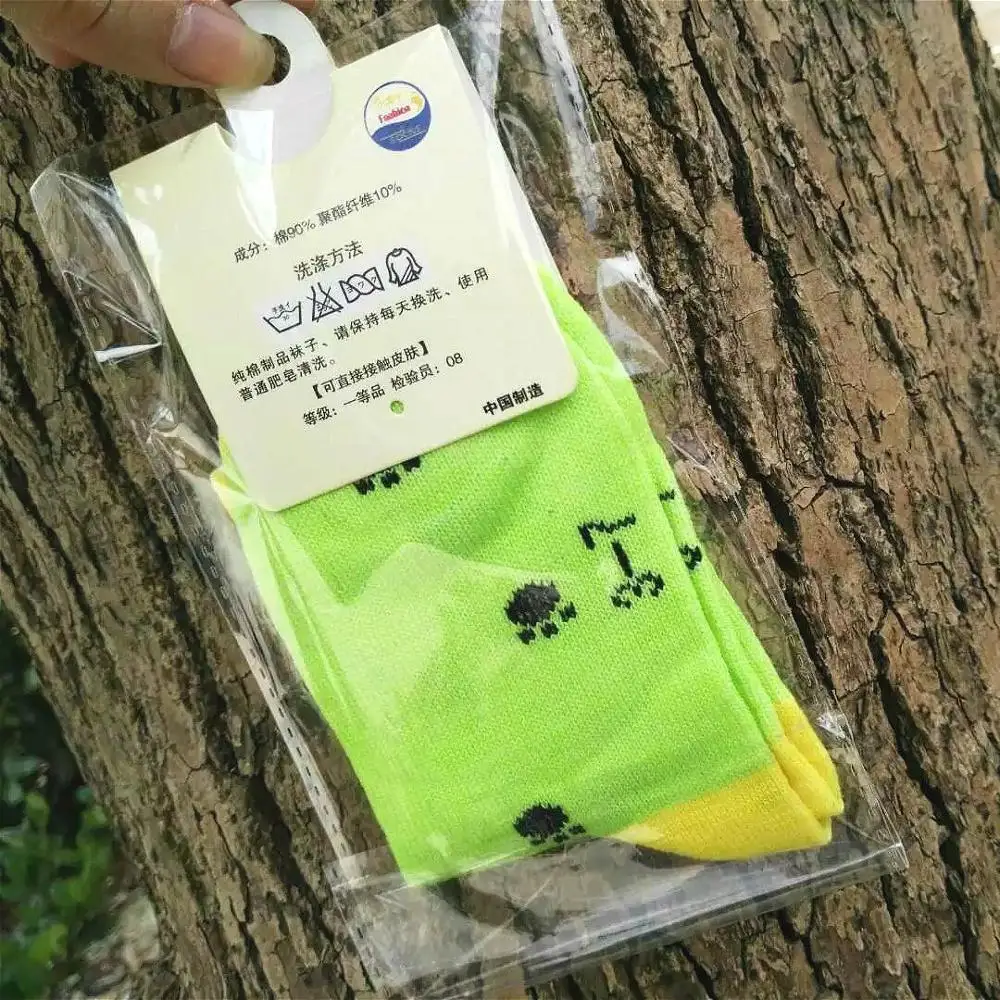 Fashion
成分：棉90% 聚酯纤维10%
洗涤方法
纯棉制品袜子、请保持每天换洗、使用
普通肥皂清洗。
【可直接接触皮肤】
等级：一等品 检验员：08
中国制造